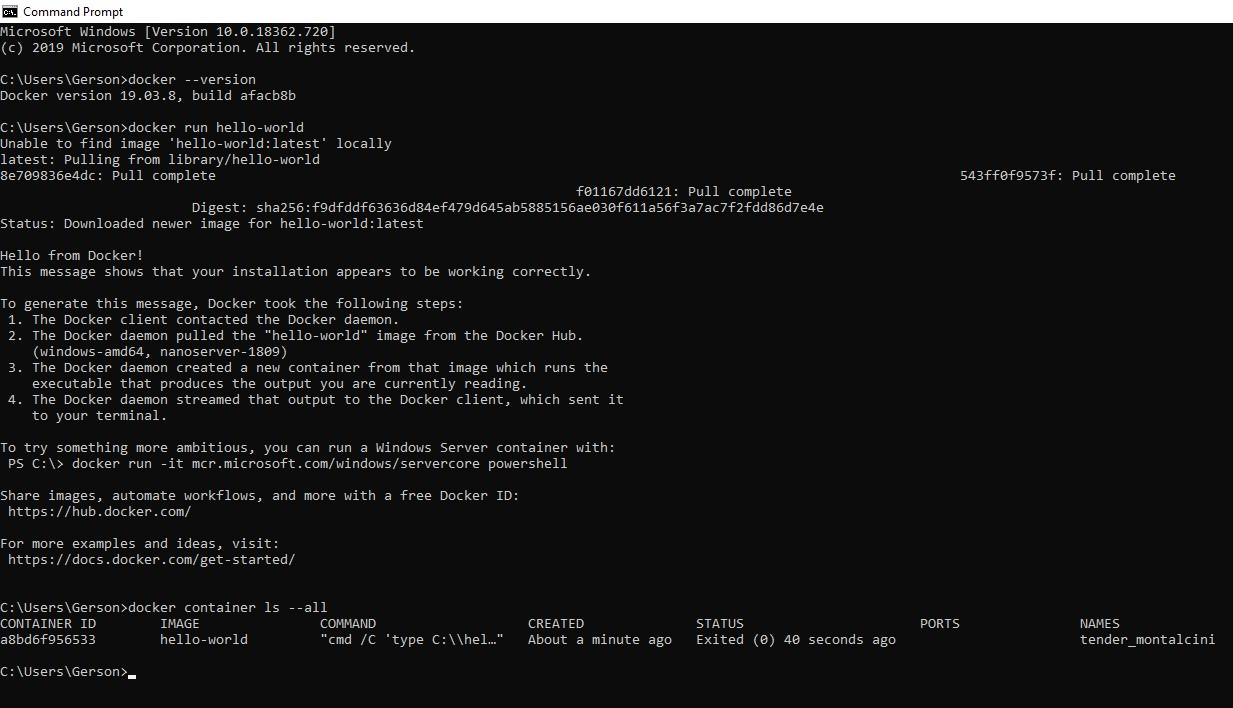 Command Prompt
Microsoft Windows [Version 10.0.18362.720]
(c) 2019 Microsoft Corporation. All rights reserved.
C:\Users\Gerson>docker --version
Docker version 19.03.8, build afacb8b
C:\Users\Gerson>docker run hello-world
Unable to find image 'hello-world:latest' locally
latest: Pulling from library/hello-world
8e709836e4dc: Pull complete 543ff0f9573f: Pull complete
f01167dd6121: Pull complete
Digest: sha256:f9dfddf63636d84ef479d645ab5885156ae030f611a56f3a7ac7f2fdd86d7e4e
Status: Downloaded newer image for hello-world:latest
Hello from Docker!
This message shows that your installation appears to be working correctly.
To generate this message, Docker took the following steps:
1. The Docker client contacted the Docker daemon.
2. The Docker daemon pulled the "hello-world" image from the Docker Hub.
(windows-amd64, nanoserver-1809)
3. The Docker daemon created a new container from that image which runs the
executable that produces the output you are currently reading.
4. The Docker daemon streamed that output to the Docker client, which sent it
to your terminal.
To try something more ambitious, you can run a Windows Server container with:
PS C:\> docker run -it mcr.microsoft.com/windows/servercore powershell
Share images, automate workflows, and more with a free Docker ID:
https://hub.docker.com/
For more examples and ideas, visit:
https://docs.docker.com/get-started/
C:\Users\Gerson>docker container ls --all
CONTAINER ID IMAGE COMMAND CREATED STATUS PORTS NAMES
a8bd6f956533 hello-world "cmd /C 'type C:\\hel…" About a minute ago Exited (0) 40 seconds ago tender_montalcini
C:\Users\Gerson>